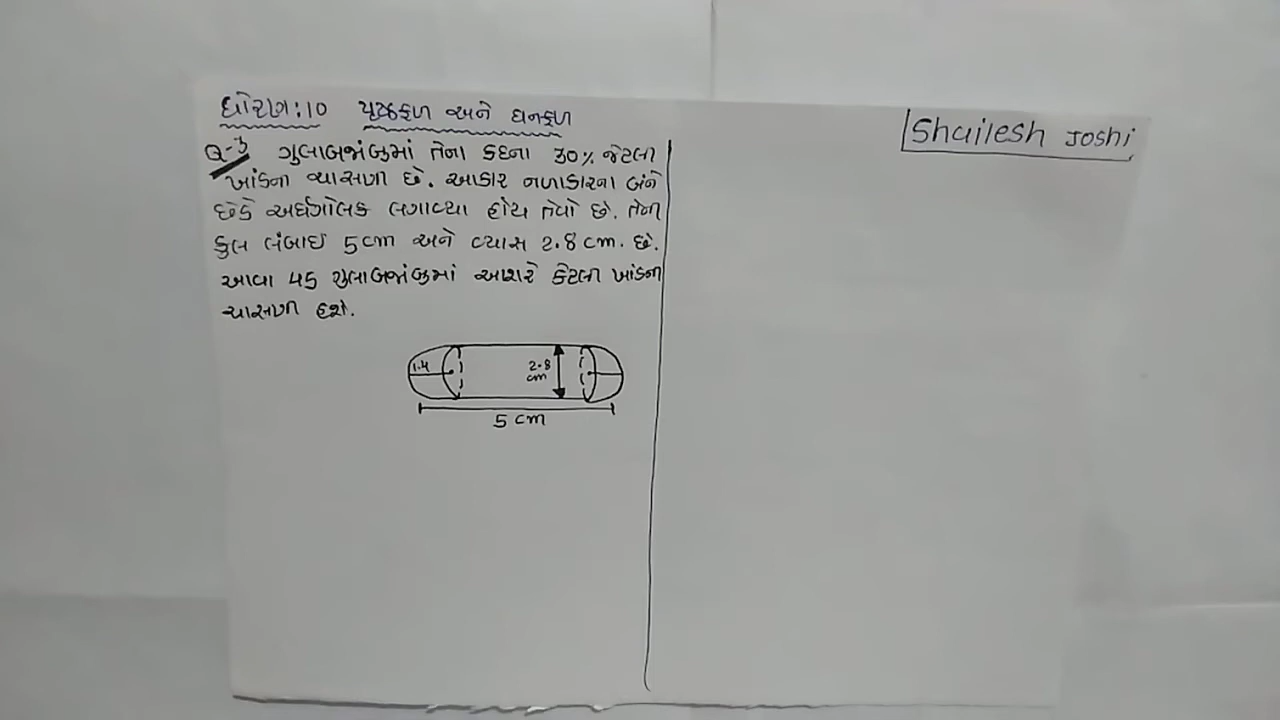 ધોરણ:10 પૃષ્ઠફળ અને ઘનફળ
Shailesh Joshi
Q-3 ગુલાબજાંબુમાં તેના કદના 30% જેટલી
ખાંડની ચાસણી છે. આકાર નળાકારના બંને
છેડે અર્ધગોલક લગાવ્યા હોય તેવો છે. તેની
કુલ લંબાઇ 5cm અને વ્યાસ 2.8 cm. છે.
આવા 45 ગુલાબજાંબુમાં આશરે કેટલી ખાંડની
ચાસણી હશે.
1.4
2.8
cm
5 cm